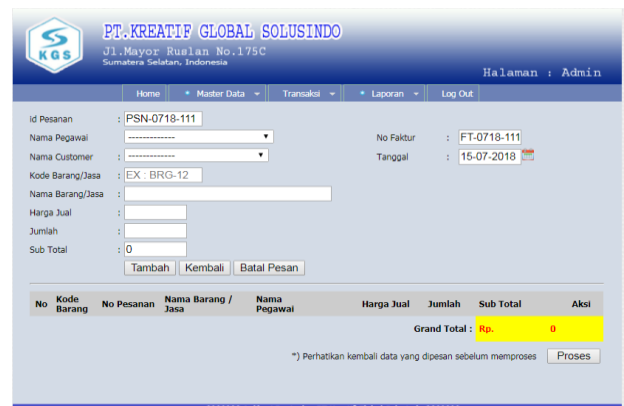 KGS
PT.KREATIF GLOBAL SOLUSINDO
Jl.Mayor Ruslan No.175C
Sumatera Selatan, Indonesia
Halaman : Admin
Home Master Data Transaksi Laporan Log Out
Id Pesanan : PSN-0718-111
Nama Pegawai ------------- No Faktur : FT-0718-111
Nama Customer : ------------- Tanggal : 15-07-2018
Kode Barang/Jasa : EX : BRG-12
Nama Barang/Jasa :
Harga Jual :
Jumlah :
Sub Total : 0
Tambah Kembali Batal Pesan
No Kode Barang No Pesanan Nama Barang / Jasa Nama Pegawai Harga Jual Jumlah Sub Total Aksi
Grand Total : Rp. 0
*) Perhatikan kembali data yang dipesan sebelum memproses Proses